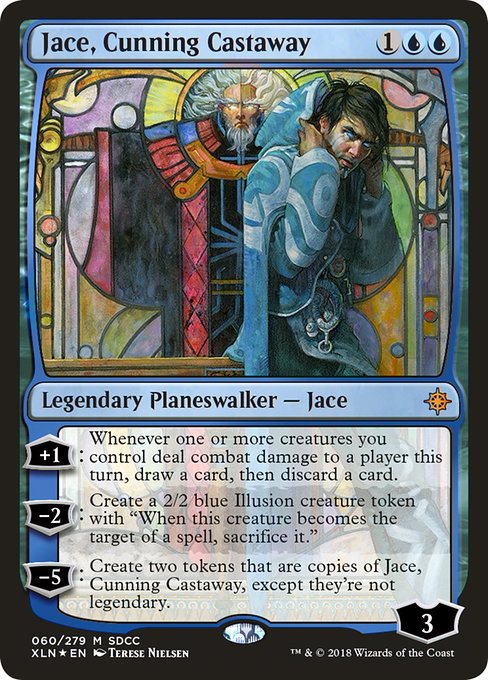 Jace, Cunning Castaway 1
Legendary Planeswalker — Jace
+1: Whenever one or more creatures you
control deal combat damage to a player this
turn, draw a card, then discard a card.
−2: Create a 2/2 blue Illusion creature token
with “When this creature becomes the
target of a spell, sacrifice it.”
−5: Create two tokens that are copies of Jace,
Cunning Castaway, except they're not
legendary.
3
060/279 M SDCC
XLN★EN Terese Nielsen
™ & © 2018 Wizards of the Coast